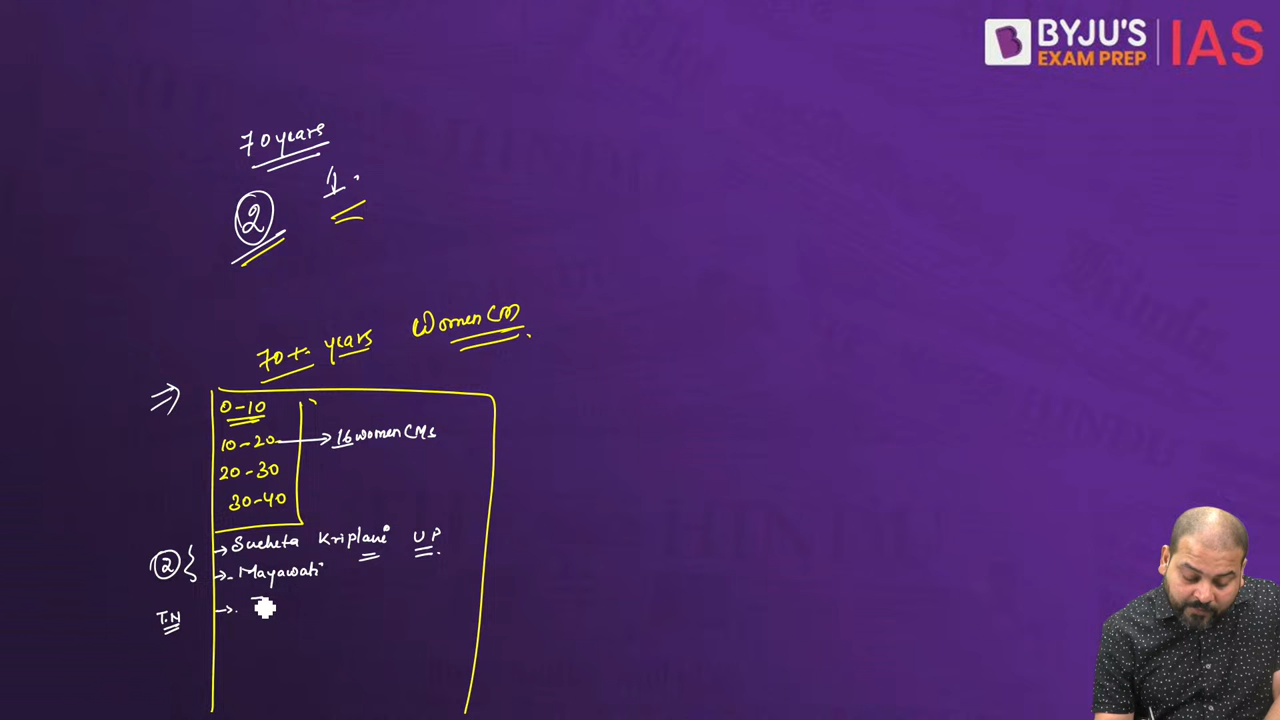 BYJU'S
EXAM PREP
IAS
70 years
2 1.
70+ years Women CM
0-10
10-20 → 16 women CMs
20-30
30-40
2 { → Sucheta Kriplani UP
→ Mayawati
T.N →